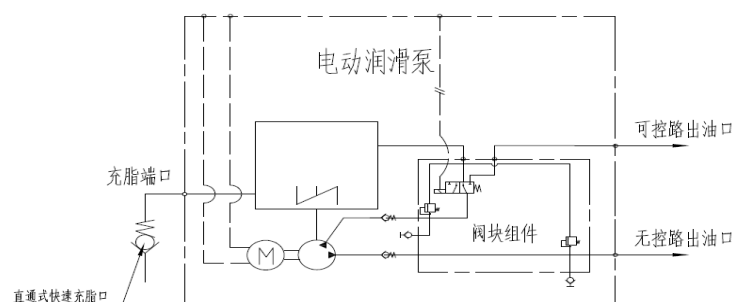 电动润滑泵
可控路出油口
充脂端口
阀块组件
无控路出油口
M
直通式快速充脂口